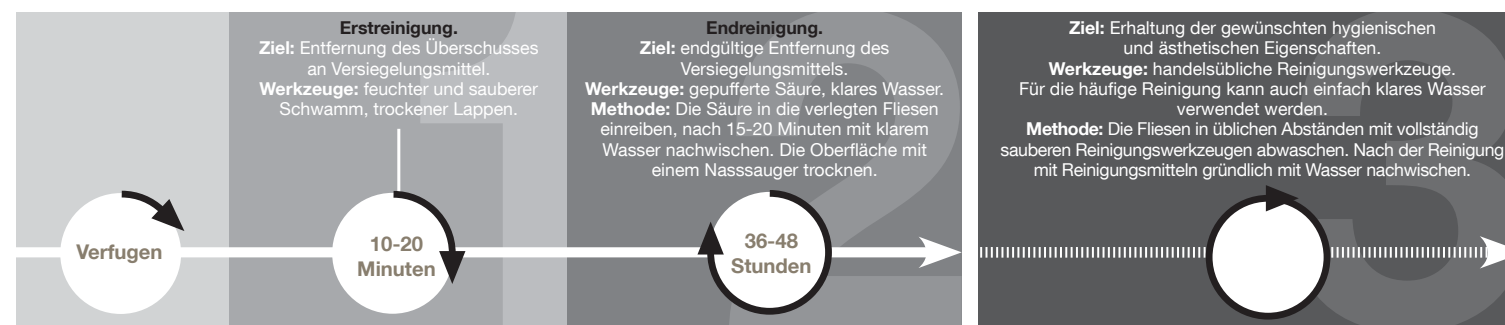 Erstreinigung.
Ziel: Entfernung des Überschusses
an Versiegelungsmittel.
Werkzeuge: feuchter und sauberer
Schwamm, trockener Lappen.
Endreinigung.
Ziel: endgültige Entfernung des
Versiegelungsmittels.
Werkzeuge: gepufferte Säure, klares Wasser.
Methode: Die Säure in die verlegten Fliesen
einreiben, nach 15-20 Minuten mit klarem
Wasser nachwischen. Die Oberfläche mit
einem Nasssauger trocknen.
Ziel: Erhaltung der gewünschten hygienischen
und ästhetischen Eigenschaften.
Werkzeuge: handelsübliche Reinigungswerkzeuge.
Für die häufige Reinigung kann auch einfach klares Wasser
verwendet werden.
Methode: Die Fliesen in üblichen Abständen mit vollständig
sauberen Reinigungswerkzeugen abwaschen. Nach der Reinigung
mit Reinigungsmitteln gründlich mit Wasser nachwischen.
1
2
3
Verfugen
10-20
Minuten
36-48
Stunden